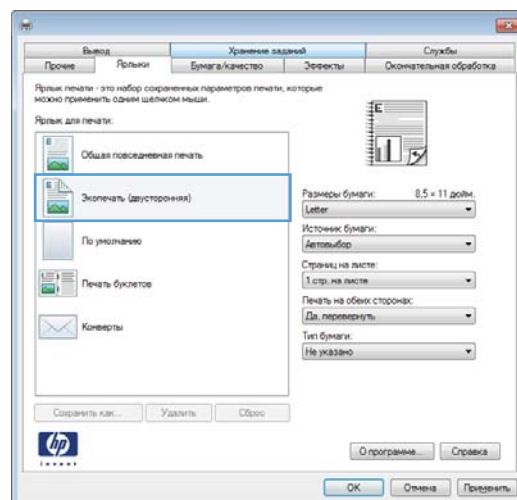 Вывод Хранение заданий Службы
Прочие Ярлыки Бумага/качество Эффекты Окончательная обработка
Ярлык печати - это набор сохраненных параметров печати, которые
можно применить одним щелчком мыши.
Ярлык для печати:
Общая повседневная печать
Экопечать (двусторонняя)
По умолчанию
Печать буклетов
Конверты
E
Размеры бумаги: 8,5 × 11 дюйм.
Letter
Источник бумаги:
Автовыбор
Страниц на листе:
1 стр. на листе
Печать на обеих сторонах:
Да, перевернуть
Тип бумаги:
Не указано
Сохранить как... Удалить Сброс
hp
invent
О программе... Справка
OK Отмена Применить